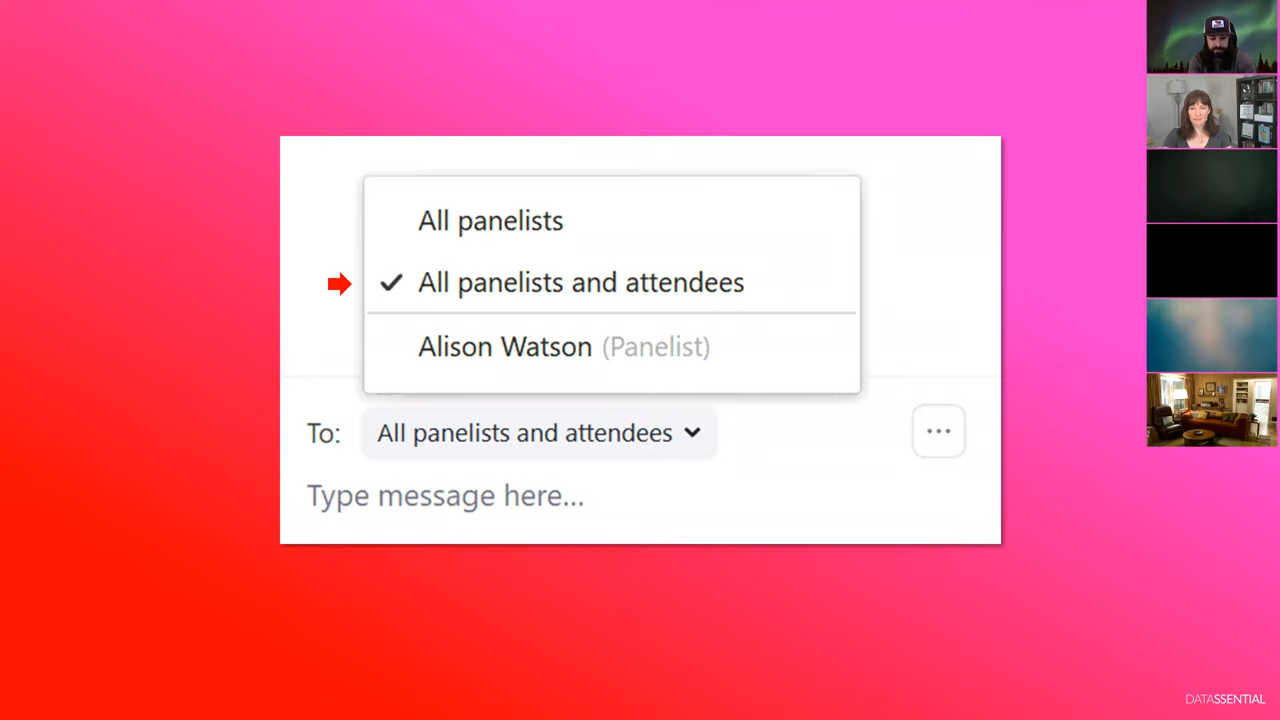 All panelists
All panelists and attendees
Alison Watson (Panelist)
To: All panelists and attendees
Type message here...
DATASSENTIAL